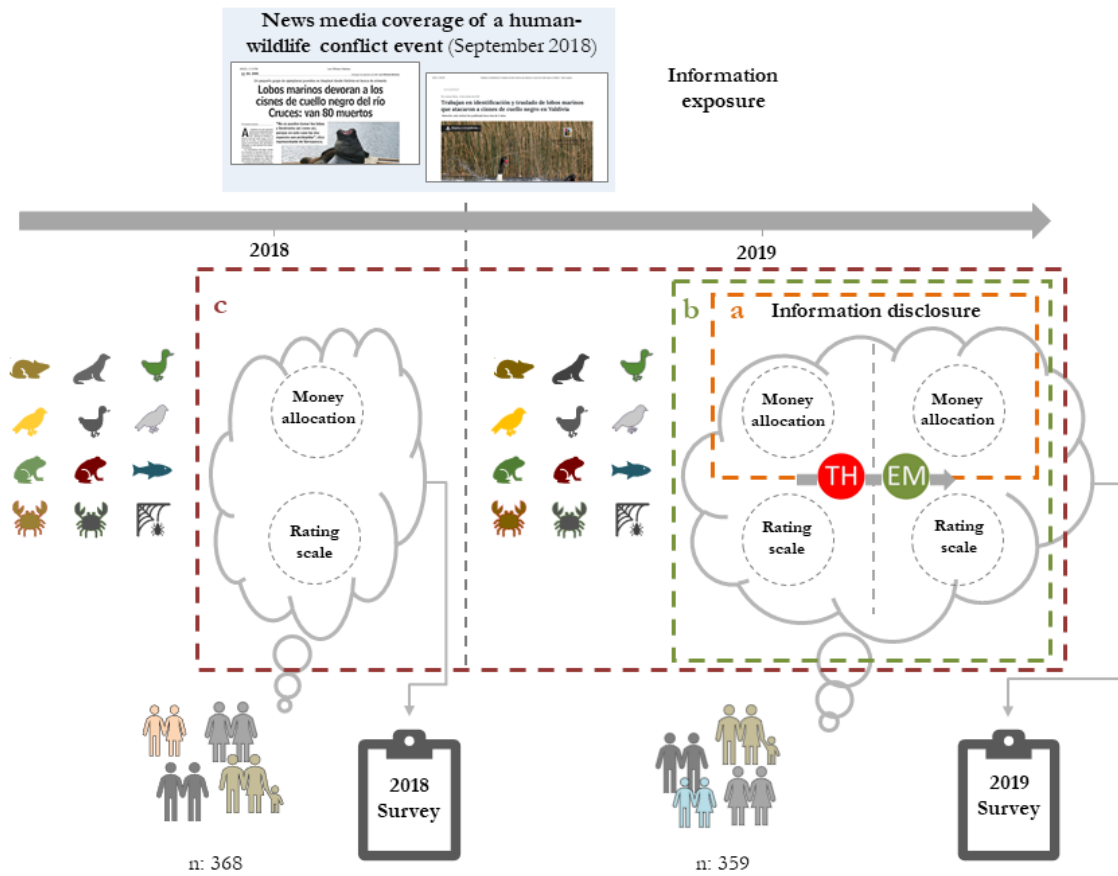 News media coverage of a human-
wildlife conflict event (September 2018)
Lobos marinos devoran a los
cisnes de cuello negro del río
Cruces: van 80 muertos
Trabajan en identificación y traslado de lobos marinos
que atacaron a cisnes de cuello negro en Valdivia
Information
exposure
2018
2019
c
b
a
Information disclosure
Money
allocation
Rating
scale
Money
allocation
Money
allocation
TH
EM
Rating
scale
Rating
scale
2018
Survey
2019
Survey
n: 368
n: 359